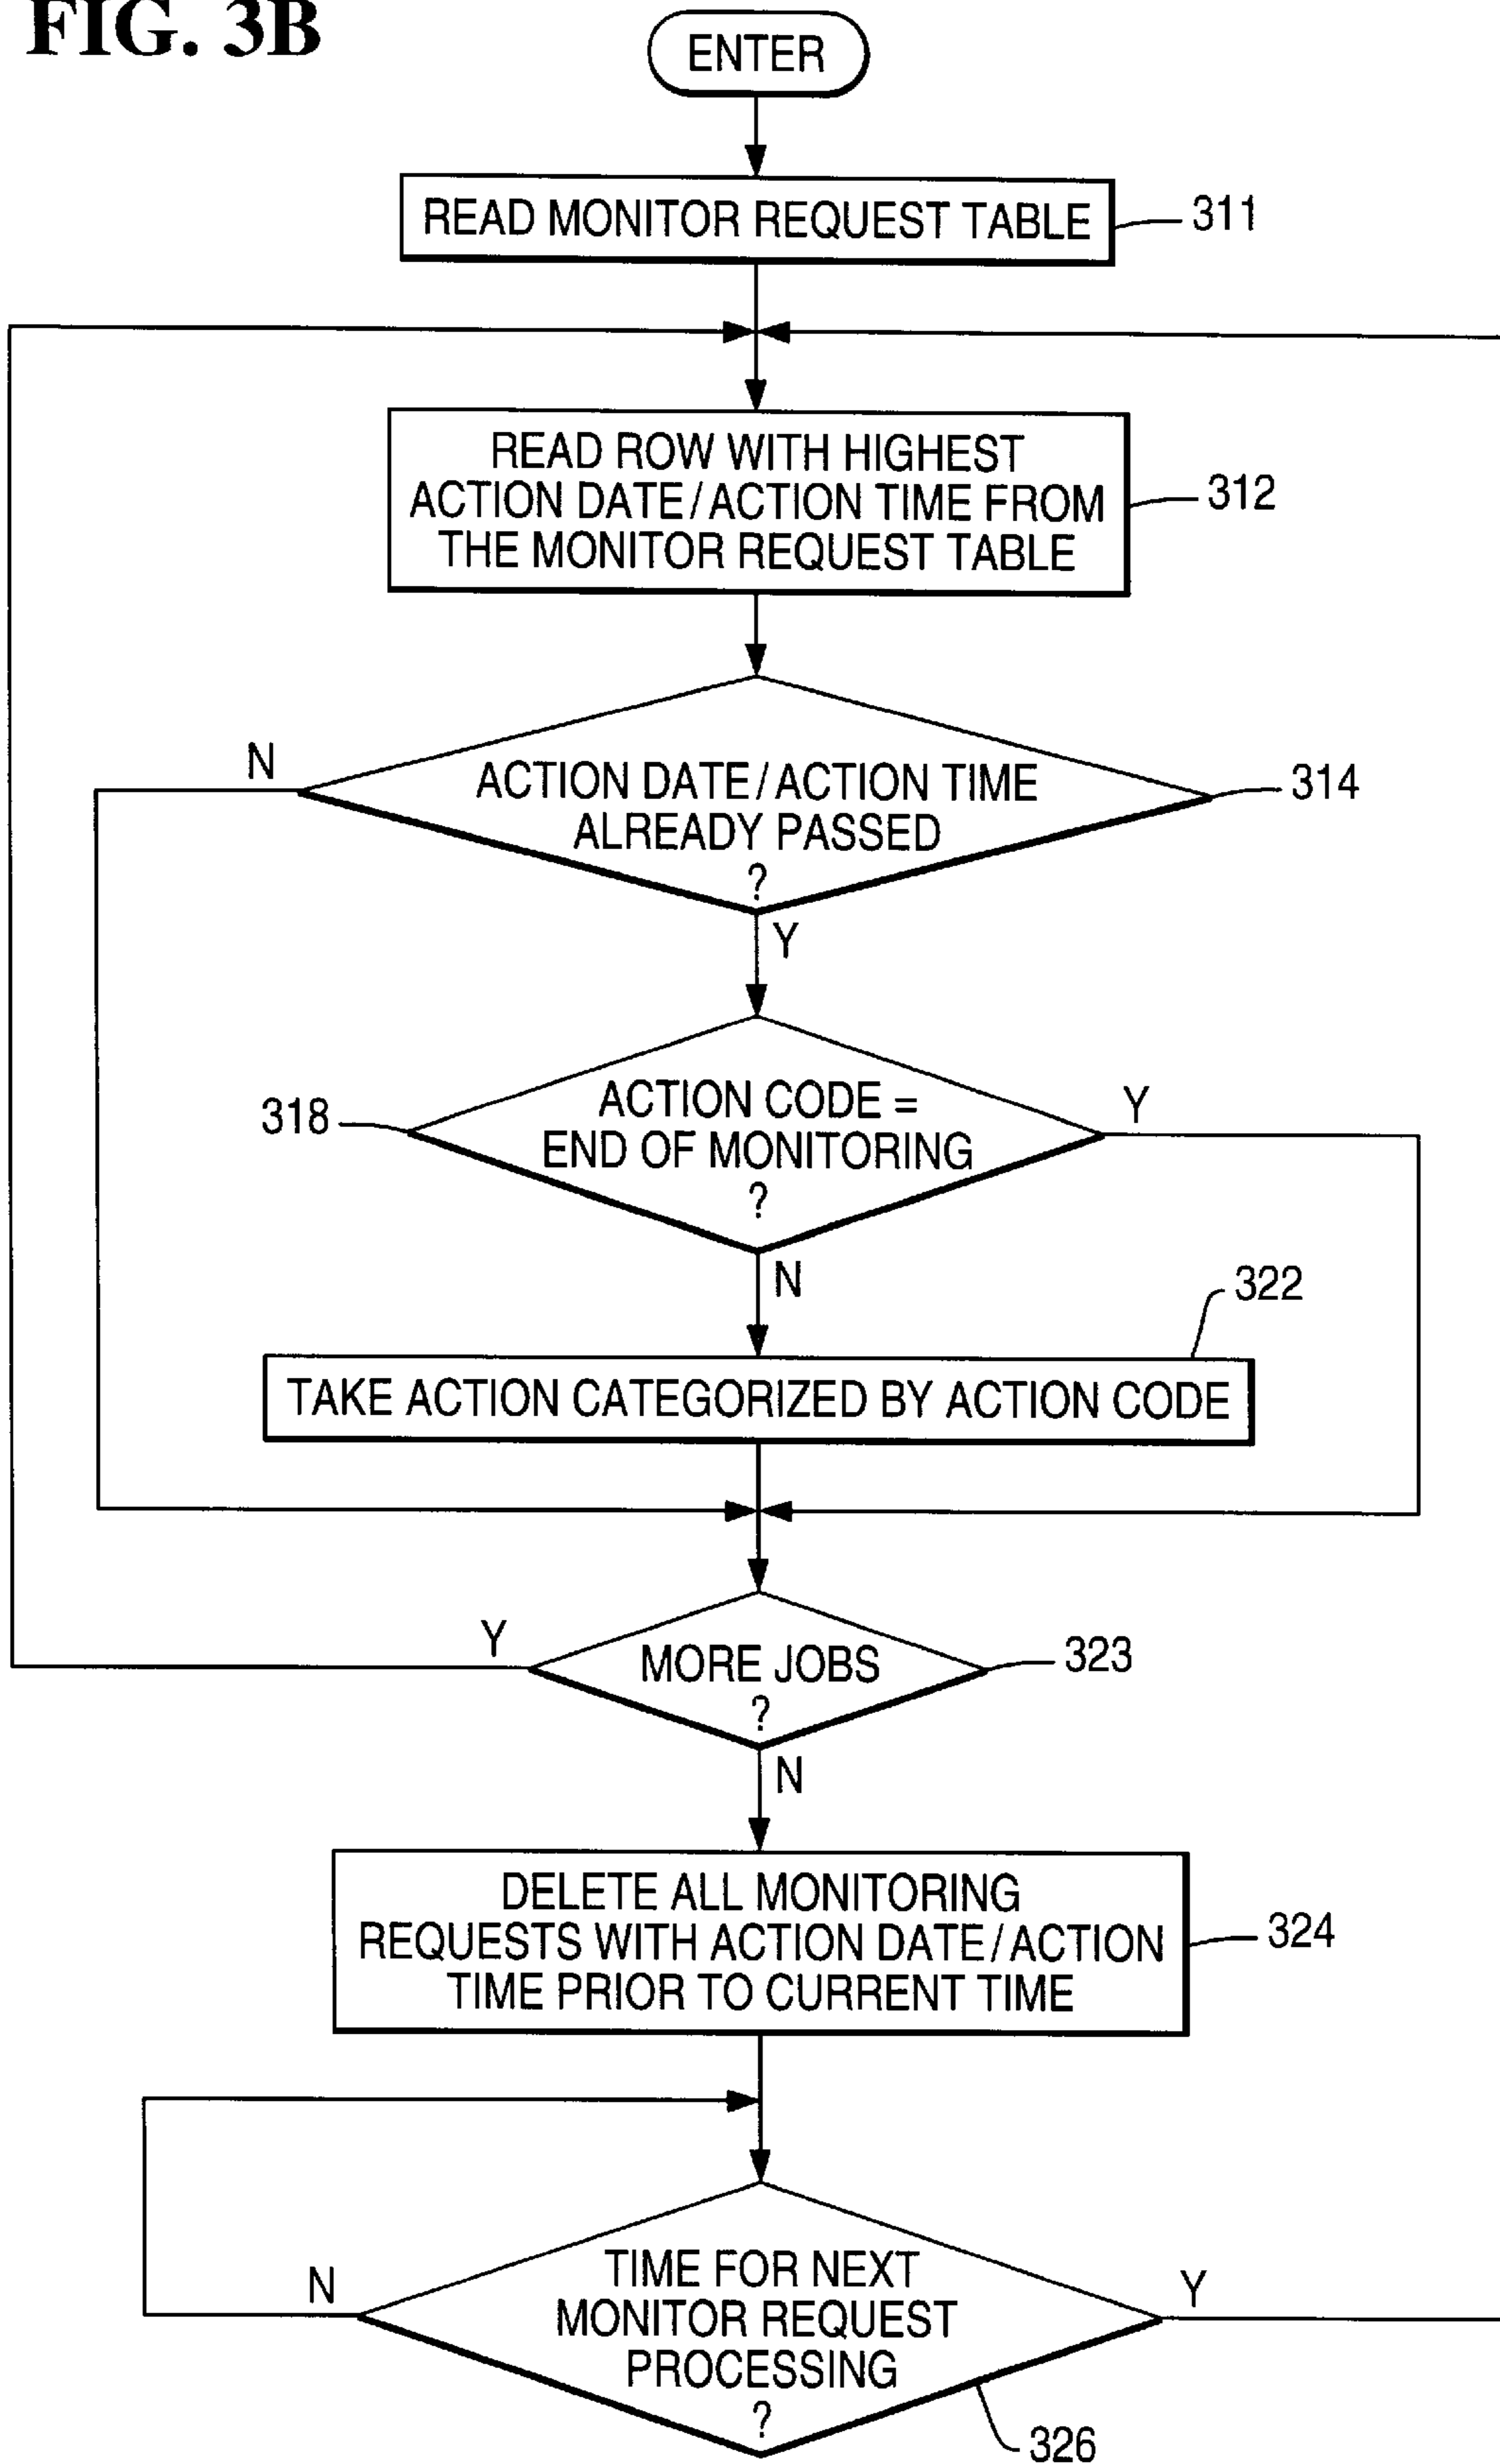 FIG. 3B
ENTER
READ MONITOR REQUEST TABLE
311
READ ROW WITH HIGHEST
ACTION DATE/ACTION TIME FROM
THE MONITOR REQUEST TABLE
312
N
ACTION DATE/ACTION TIME
ALREADY PASSED
?
314
Y
318
ACTION CODE =
END OF MONITORING
?
Y
N
322
TAKE ACTION CATEGORIZED BY ACTION CODE
Y
MORE JOBS
?
323
N
DELETE ALL MONITORING
REQUESTS WITH ACTION DATE/ACTION
TIME PRIOR TO CURRENT TIME
324
N
TIME FOR NEXT
MONITOR REQUEST
PROCESSING
?
Y
326